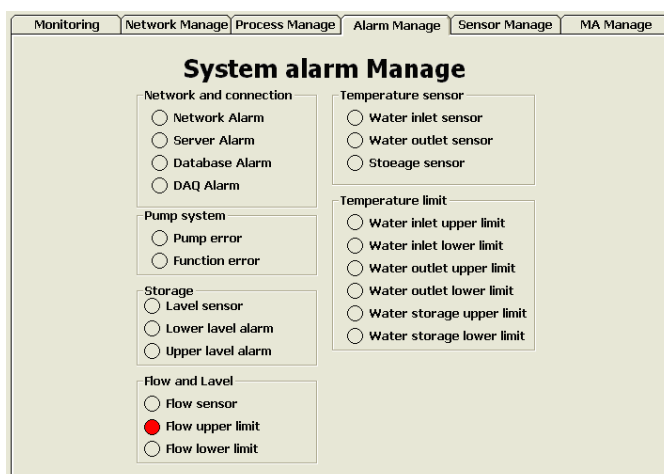 Monitoring Network Manage Process Manage Alarm Manage Sensor Manage MA Manage
System alarm Manage
Network and connection
Network Alarm
Server Alarm
Database Alarm
DAQ Alarm
Pump system
Pump error
Function error
Storage
Lavel sensor
Lower lavel alarm
Upper lavel alarm
Flow and Lavel
Flow sensor
Flow upper limit
Flow lower limit
Temperature sensor
Water inlet sensor
Water outlet sensor
Stoeage sensor
Temperature limit
Water inlet upper limit
Water inlet lower limit
Water outlet upper limit
Water outlet lower limit
Water storage upper limit
Water storage lower limit